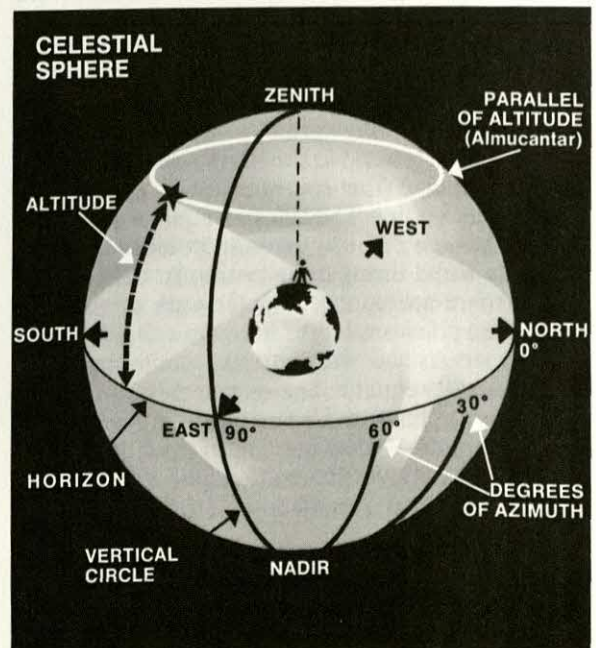 CELESTIAL
SPHERE
ZENITH
PARALLEL
OF ALTITUDE
(Almucantar)
ALTITUDE
WEST
SOUTH
NORTH
0°
EAST 90°
60°
30°
HORIZON
DEGREES
OF AZIMUTH
VERTICAL
CIRCLE
NADIR